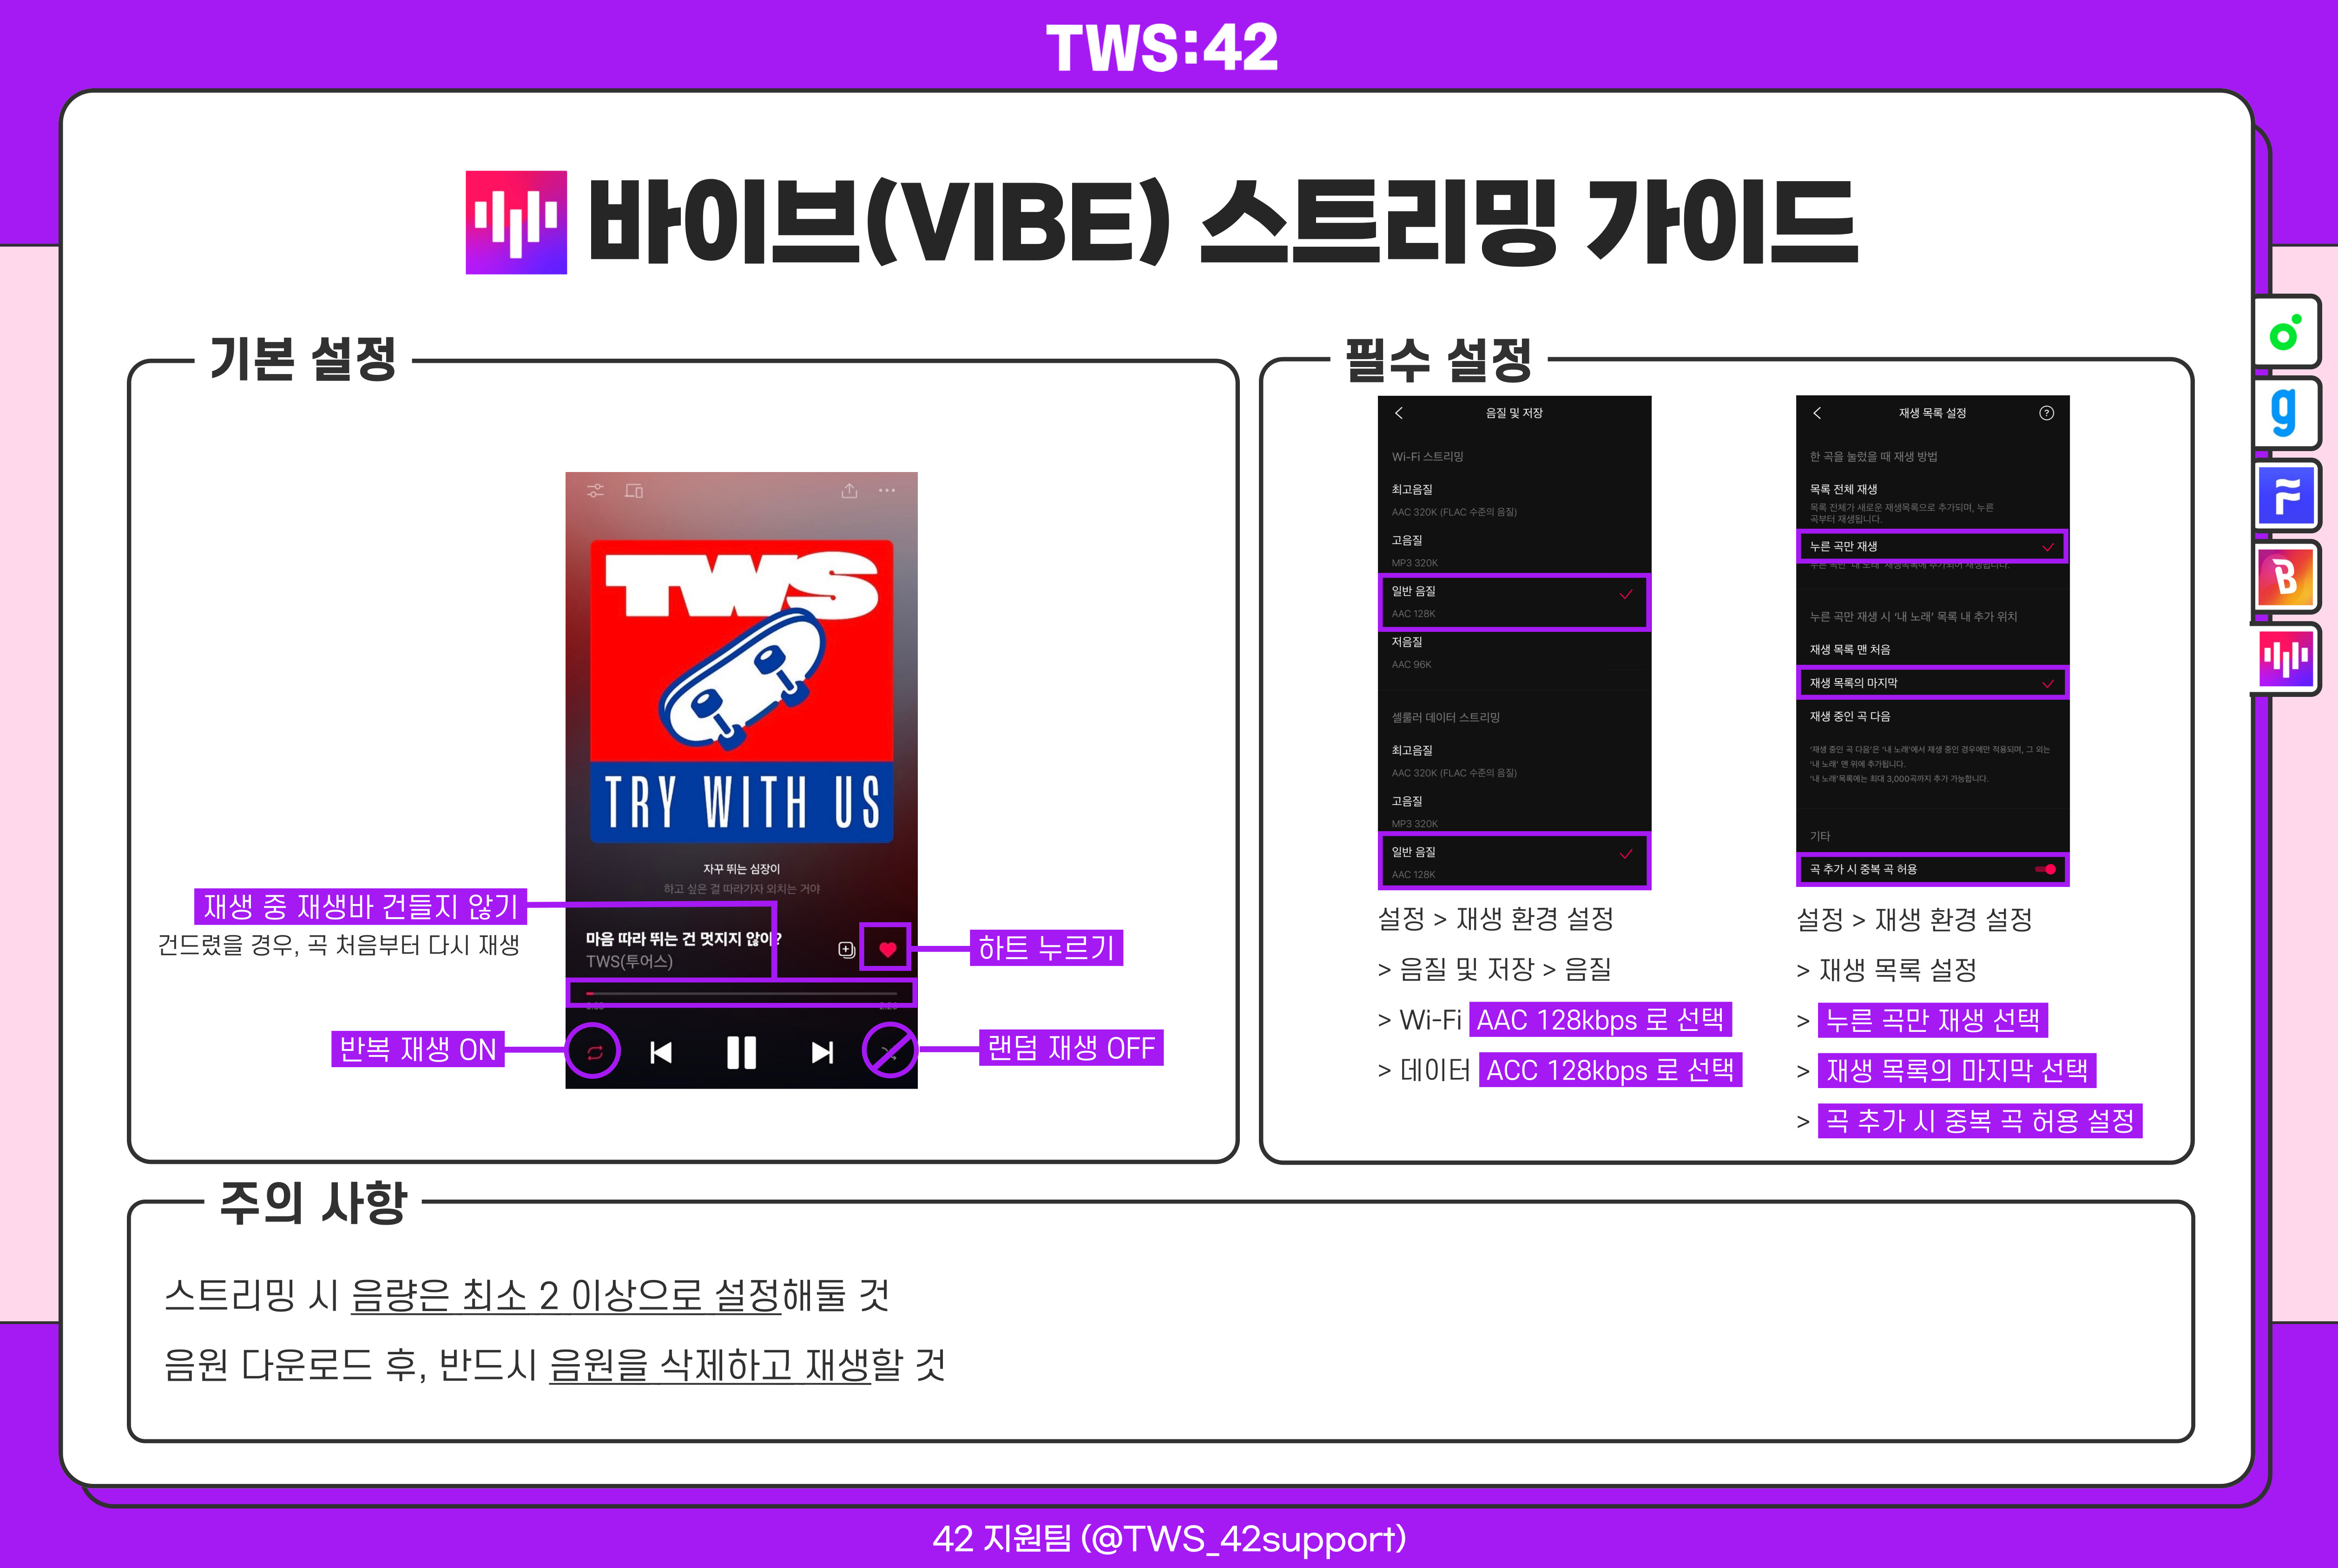 TWS:42
바이브(VIBE) 스트리밍 가이드
기본 설정
TWS
TRY WITH US
자꾸 뛰는 심장이
하고 싶은 걸 따라가자 외치는 거야
재생 중 재생바 건들지 않기
건드렸을 경우, 곡 처음부터 다시 재생
마음 따라 뛰는 건 멋지지 않아?
TWS(투어스)
하트 누르기
반복 재생 ON
랜덤 재생 OFF
필수 설정
음질 및 저장
Wi-Fi 스트리밍
최고음질
AAC 320K (FLAC 수준의 음질)
고음질
MP3 320K
일반 음질
AAC 128K
저음질
AAC 96K
셀룰러 데이터 스트리밍
최고음질
AAC 320K (FLAC 수준의 음질)
고음질
MP3 320K
일반 음질
AAC 128K
설정 > 재생 환경 설정
> 음질 및 저장 > 음질
> Wi-Fi AAC 128kbps 로 선택
> 데이터 ACC 128kbps 로 선택
재생 목록 설정
?
한 곡을 눌렀을 때 재생 방법
목록 전체 재생
목록 전체가 새로운 재생목록으로 추가되며, 누른
곡부터 재생됩니다.
누른 곡만 재생
누른 곡만 '내 노래' 재생목록에 추가되어 재생됩니다.
누른 곡만 재생 시 '내 노래' 목록 내 추가 위치
재생 목록 맨 처음
재생 목록의 마지막
재생 중인 곡 다음
'재생 중인 곡 다음'은 '내 노래'에서 재생 중인 경우에만 적용되며, 그 외는
'내 노래' 맨 위에 추가됩니다.
'내 노래'목록에는 최대 3,000곡까지 추가 가능합니다.
기타
곡 추가 시 중복 곡 허용
설정 > 재생 환경 설정
> 재생 목록 설정
> 누른 곡만 재생 선택
> 재생 목록의 마지막 선택
> 곡 추가 시 중복 곡 허용 설정
주의 사항
스트리밍 시 음량은 최소 2 이상으로 설정해둘 것
음원 다운로드 후, 반드시 음원을 삭제하고 재생할 것
42 지원팀 (@TWS_42support)